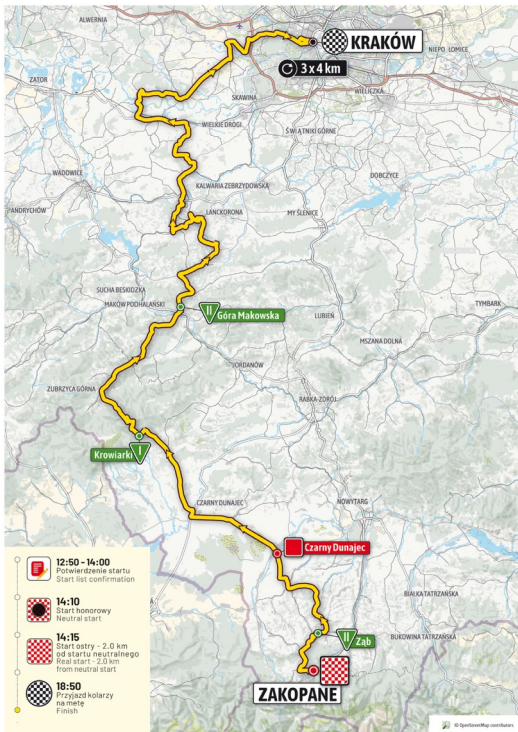 ALWERNIA
KRAKÓW
NIEPOŁOMICE
3 x 4 km
ZATOR
SKAWINA
WIELICZKA
WIELKIE DROGI
ŚWIĄTNIKI GÓRNE
WADOWICE
DOBCZYCE
KALWARIA ZEBRZYDOWSKA
ANDRYCHÓW
LANCKORONA
MYŚLENICE
SUCHA BESKIDZKA
MAKÓW PODHALAŃSKI
TYMBARK
II Góra Makowska
LUBIEŃ
MSZANA DOLNA
JORDANÓW
ZUBRZYCA GÓRNA
RABKA-ZDRÓJ
Krowiarki I
CZARNY DUNAJEC
NOWY TARG
Czarny Dunajec
12:50 - 14:00
Potwierdzenie startu
Start list confirmation
14:10
Start honorowy
Neutral start
BIAŁKA TATRZAŃSKA
14:15
Start ostry - 2.0 km
od startu neutralnego
Real start - 2.0 km
from neutral start
II Ząb
BUKOWINA TATRZAŃSKA
18:50
Przyjazd kolarzy
na metę
Finish
ZAKOPANE
© OpenStreetMap contributors